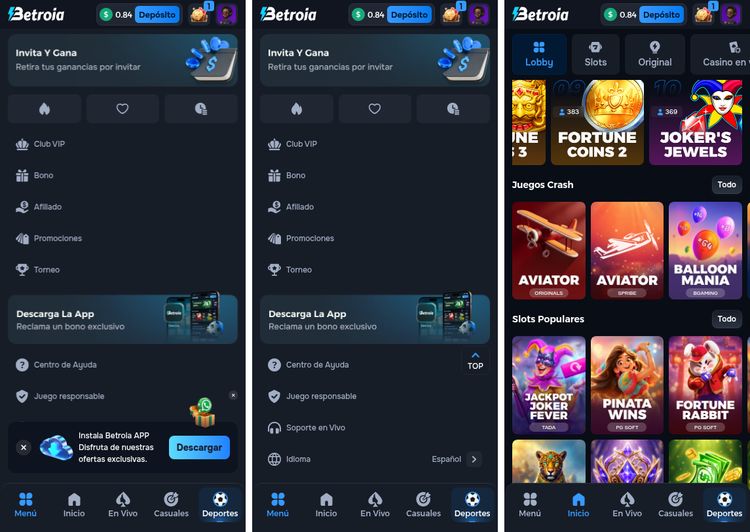 Betroia
$ 0.84 Depósito
1
Invita Y Gana
Retira tus ganancias por invitar
Club VIP
Bono
Afiliado
Promociones
Torneo
Descarga La App
Reclama un bono exclusivo
Betroia
Centro de Ayuda
Juego responsable
Instala Betroia APP
Disfruta de nuestras
ofertas exclusivas.
Descargar
Menú
Inicio
En Vivo
Casuales
Deportes
Betroia
$ 0.84 Depósito
1
Invita Y Gana
Retira tus ganancias por invitar
Club VIP
Bono
Afiliado
Promociones
Torneo
Descarga La App
Reclama un bono exclusivo
Betroia
Centro de Ayuda
TOP
Juego responsable
Soporte en Vivo
Idioma
Español
Menú
Inicio
En Vivo
Casuales
Deportes
Betroia
$ 0.84 Depósito
1
Lobby
Slots
Original
Casino en
383
369
3
FORTUNE
COINS 2
JOKER'S
JEWELS
Juegos Crash
Todo
AVIATOR
ORIGINALS
AVIATOR
SPRIBE
BALLOON
MANIA
BGAMING
Slots Populares
Todo
JACKPOT
JOKER
FEVER
TADA
PINATA
WINS
PG SOFT
FORTUNE
RABBIT
PG SOFT
Menú
Inicio
En Vivo
Casuales
Deportes